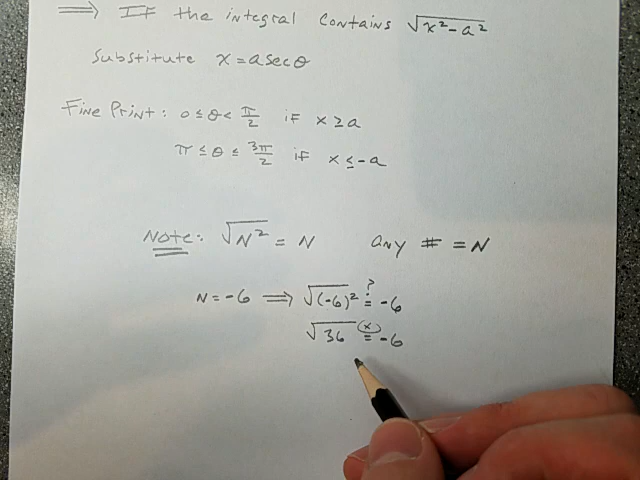 ⟹ If the integral contains √(x²-a²)
Substitute x = a sec θ
Fine Print: 0 ≤ θ < π/2 if x ≥ a
π ≤ θ ≤ 3π/2 if x ≤ -a
Note: √(N²) = N any # = N
N = -6 ⟹ √((-6)²) ?= -6
√36 (x)= -6